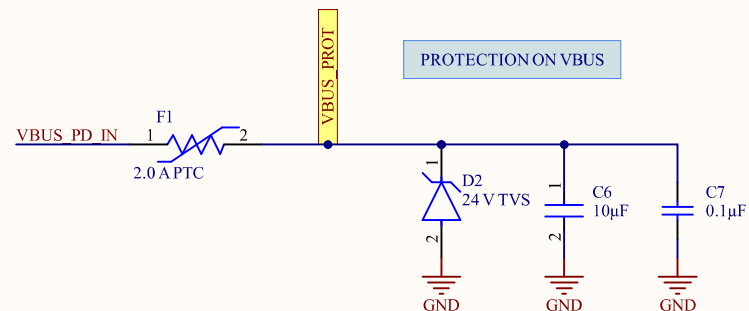 VBUS_PROT
PROTECTION ON VBUS
F1
VBUS_PD_IN
1
2
2.0 A PTC
1
D2
24 V TVS
2
1
C6
10µF
2
C7
0.1µF
GND
GND
GND